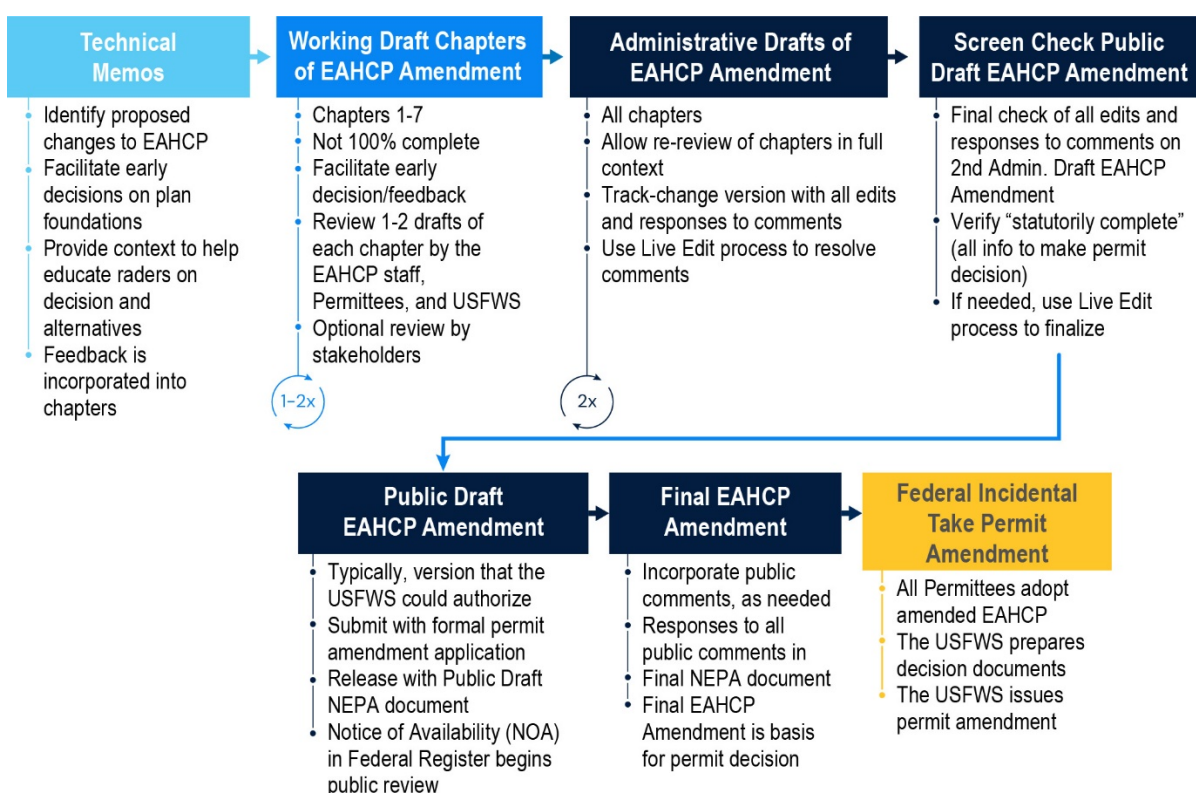 Technical
Memos
Identify proposed
changes to EAHCP
Facilitate early
decisions on plan
foundations
Provide context to help
educate raders on
decision and
alternatives
Feedback is
incorporated into
chapters
Working Draft Chapters
of EAHCP Amendment
Chapters 1-7
Not 100% complete
Facilitate early
decision/feedback
Review 1-2 drafts of
each chapter by the
EAHCP staff,
Permittees, and USFWS
Optional review by
stakeholders
1-2x
Administrative Drafts of
EAHCP Amendment
All chapters
Allow re-review of chapters in full
context
Track-change version with all edits
and responses to comments
Use Live Edit process to resolve
comments
2x
Screen Check Public
Draft EAHCP Amendment
Final check of all edits and
responses to comments on
2nd Admin. Draft EAHCP
Amendment
Verify “statutorily complete”
(all info to make permit
decision)
If needed, use Live Edit
process to finalize
Public Draft
EAHCP Amendment
Typically, version that the
USFWS could authorize
Submit with formal permit
amendment application
Release with Public Draft
NEPA document
Notice of Availability (NOA)
in Federal Register begins
public review
Final EAHCP
Amendment
Incorporate public
comments, as needed
Responses to all
public comments in
Final NEPA document
Final EAHCP
Amendment is basis
for permit decision
Federal Incidental
Take Permit
Amendment
All Permittees adopt
amended EAHCP
The USFWS prepares
decision documents
The USFWS issues
permit amendment